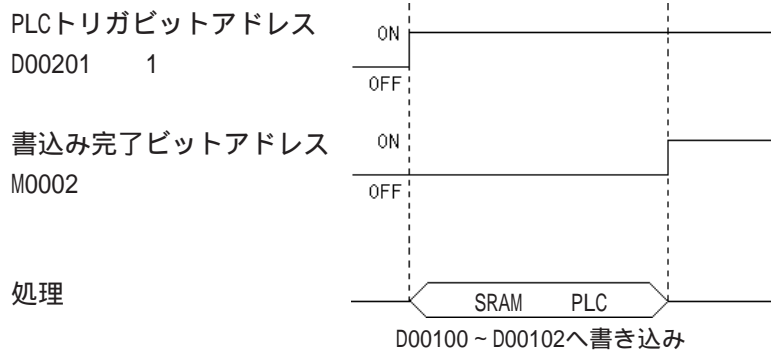 PLCトリガビットアドレス
D00201 1
ON
OFF
書込み完了ビットアドレス
M0002
ON
OFF
処理
SRAM PLC
D00100 ~ D00102へ書き込み